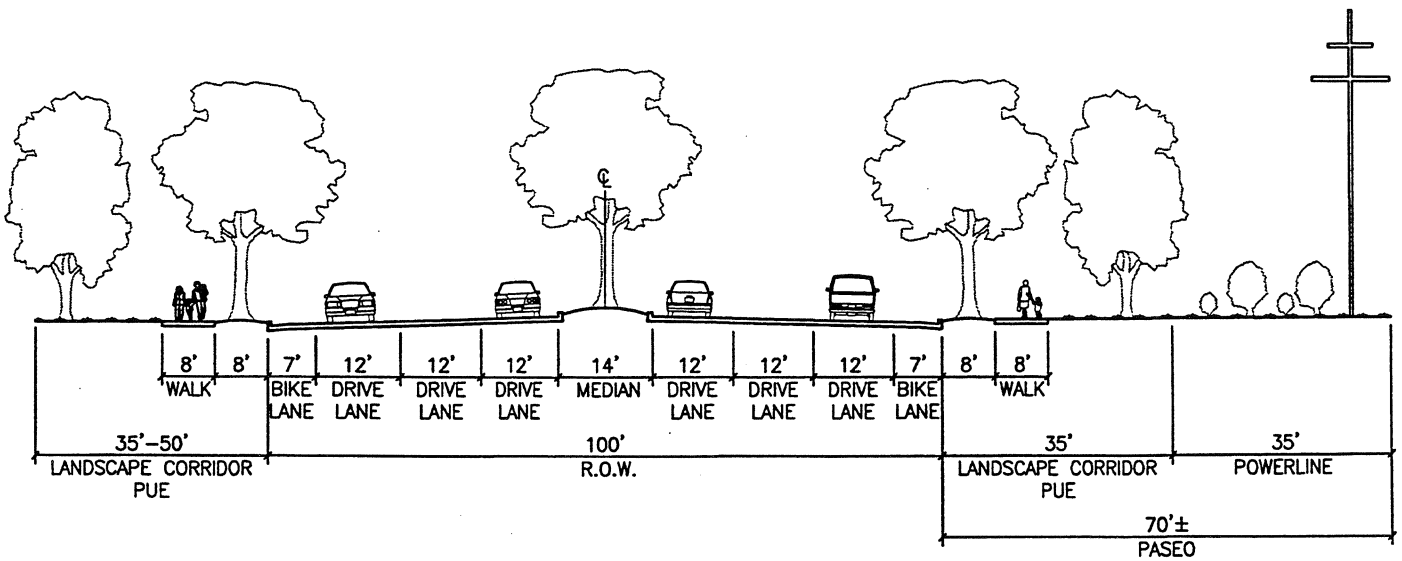 ℄
8' 8' 7' 12' 12' 12' 14' 12' 12' 12' 7' 8' 8'
WALK BIKE DRIVE DRIVE DRIVE MEDIAN DRIVE DRIVE DRIVE BIKE WALK
LANE LANE LANE LANE LANE LANE LANE LANE
35'-50' 100' 35' 35'
LANDSCAPE CORRIDOR R.O.W. LANDSCAPE CORRIDOR POWERLINE
PUE PUE
70'±
PASEO